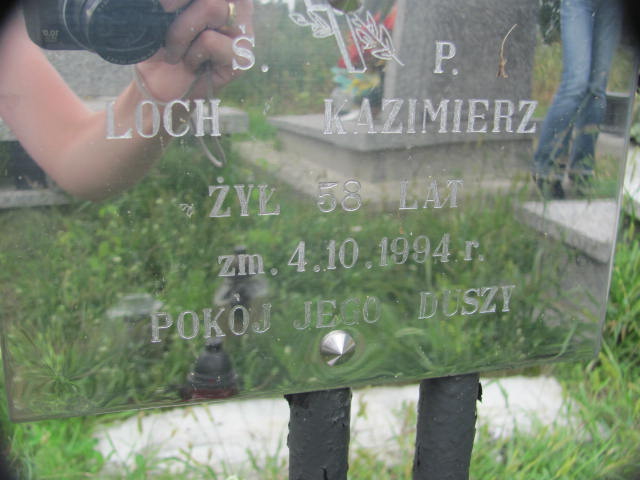 Ś. P.
LOCH KAZIMIERZ
ŻYŁ 58 LAT
zm. 4.10.1994 r.
POKÓJ JEGO DUSZY